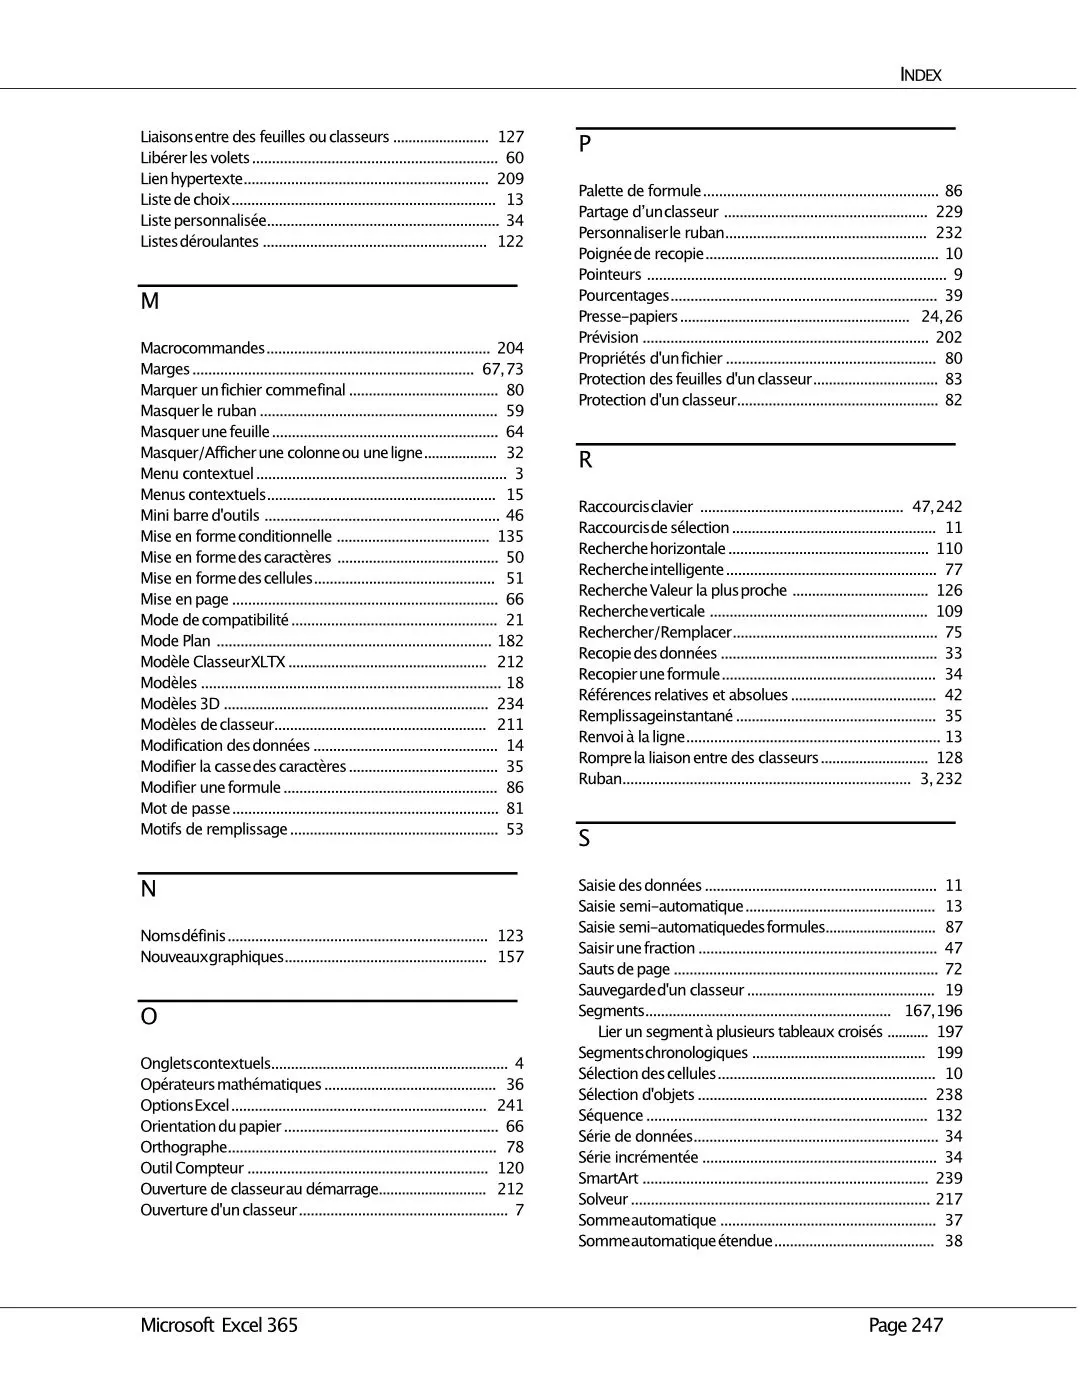 INDEX
Liaisons entre des feuilles ou classeurs ........................ 127
Libérer les volets .............................................................. 60
Lien hypertexte.............................................................. 209
Liste de choix................................................................... 13
Liste personnalisée.......................................................... 34
Listes déroulantes ........................................................ 122
M
Macrocommandes........................................................ 204
Marges ....................................................................... 67, 73
Marquer un fichier comme final ...................................... 80
Masquer le ruban ............................................................ 59
Masquer une feuille ......................................................... 64
Masquer/Afficher une colonne ou une ligne................... 32
Menu contextuel ............................................................... 3
Menus contextuels.......................................................... 15
Mini barre d'outils ........................................................... 46
Mise en forme conditionnelle ....................................... 135
Mise en forme des caractères ......................................... 50
Mise en forme des cellules.............................................. 51
Mise en page ................................................................... 66
Mode de compatibilité .................................................... 21
Mode Plan ..................................................................... 182
Modèle Classeur XLTX .................................................. 212
Modèles ........................................................................... 18
Modèles 3D ................................................................... 234
Modèles de classeur...................................................... 211
Modification des données ............................................... 14
Modifier la casse des caractères ...................................... 35
Modifier une formule ...................................................... 86
Mot de passe ................................................................... 81
Motifs de remplissage ..................................................... 53
N
Noms définis ................................................................. 123
Nouveaux graphiques................................................... 157
O
Onglets contextuels........................................................... 4
Opérateurs mathématiques ............................................ 36
Options Excel ................................................................ 241
Orientation du papier ...................................................... 66
Orthographe.................................................................... 78
Outil Compteur ............................................................. 120
Ouverture de classeur au démarrage........................... 212
Ouverture d'un classeur ..................................................... 7
P
Palette de formule ........................................................... 86
Partage d’un classeur ................................................... 229
Personnaliser le ruban................................................... 232
Poignée de recopie .......................................................... 10
Pointeurs ........................................................................... 9
Pourcentages................................................................... 39
Presse-papiers .......................................................... 24, 26
Prévision ........................................................................ 202
Propriétés d'un fichier ..................................................... 80
Protection des feuilles d'un classeur................................ 83
Protection d'un classeur................................................... 82
R
Raccourcis clavier .................................................... 47, 242
Raccourcis de sélection .................................................... 11
Recherche horizontale ................................................... 110
Recherche intelligente ..................................................... 77
Recherche Valeur la plus proche .................................. 126
Recherche verticale ....................................................... 109
Rechercher/Remplacer.................................................... 75
Recopie des données ....................................................... 33
Recopier une formule ...................................................... 34
Références relatives et absolues ..................................... 42
Remplissage instantané ................................................... 35
Renvoi à la ligne................................................................ 13
Rompre la liaison entre des classeurs ........................... 128
Ruban......................................................................... 3, 232
S
Saisie des données ........................................................... 11
Saisie semi-automatique ................................................ 13
Saisie semi-automatique des formules............................ 87
Saisir une fraction ............................................................ 47
Sauts de page ................................................................... 72
Sauvegarde d'un classeur ................................................ 19
Segments.............................................................. 167, 196
Lier un segment à plusieurs tableaux croisés ........... 197
Segments chronologiques ............................................ 199
Sélection des cellules ....................................................... 10
Sélection d'objets .......................................................... 238
Séquence ....................................................................... 132
Série de données.............................................................. 34
Série incrémentée ........................................................... 34
SmartArt ........................................................................ 239
Solveur ........................................................................... 217
Somme automatique ....................................................... 37
Somme automatique étendue ......................................... 38
Microsoft Excel 365
Page 247